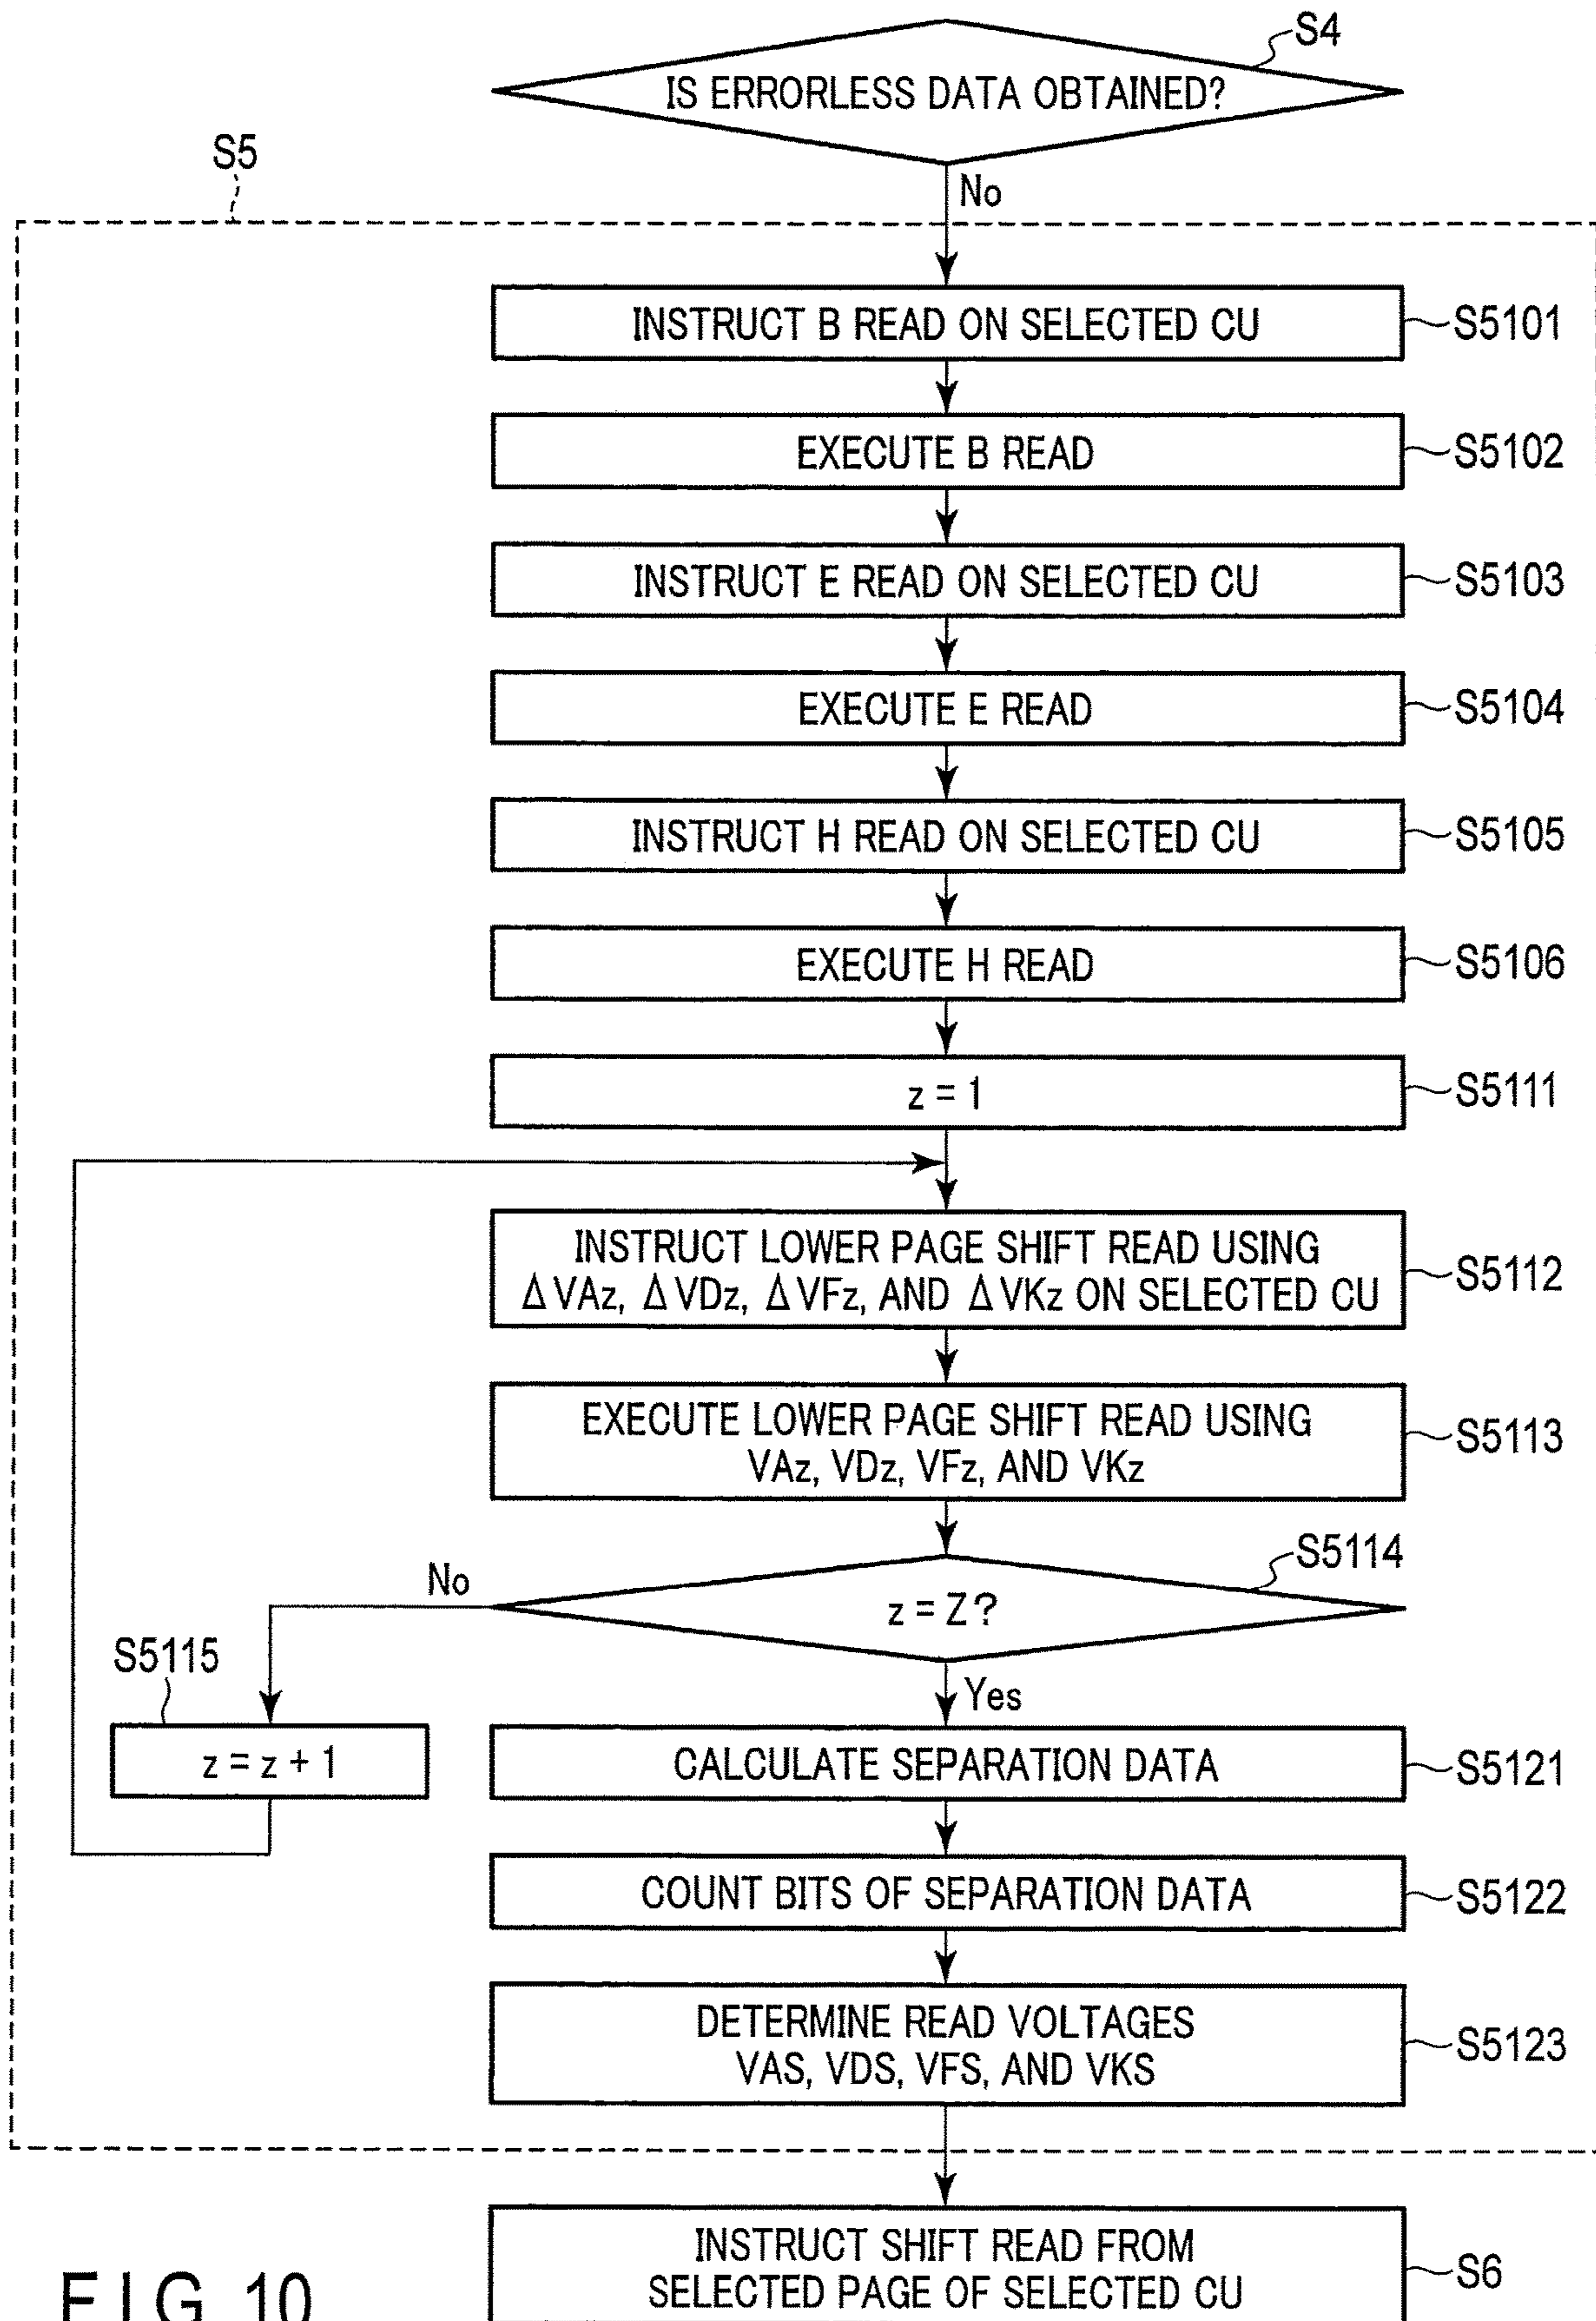 S4
IS ERRORLESS DATA OBTAINED?
S5
No
INSTRUCT B READ ON SELECTED CU
S5101
EXECUTE B READ
S5102
INSTRUCT E READ ON SELECTED CU
S5103
EXECUTE E READ
S5104
INSTRUCT H READ ON SELECTED CU
S5105
EXECUTE H READ
S5106
z = 1
S5111
INSTRUCT LOWER PAGE SHIFT READ USING
ΔVAz, ΔVDz, ΔVFz, AND ΔVKz ON SELECTED CU
S5112
EXECUTE LOWER PAGE SHIFT READ USING
VAz, VDz, VFz, AND VKz
S5113
S5114
No
z = Z?
S5115
Yes
z = z + 1
CALCULATE SEPARATION DATA
S5121
COUNT BITS OF SEPARATION DATA
S5122
DETERMINE READ VOLTAGES
VAS, VDS, VFS, AND VKS
S5123
INSTRUCT SHIFT READ FROM
SELECTED PAGE OF SELECTED CU
S6
FIG. 10